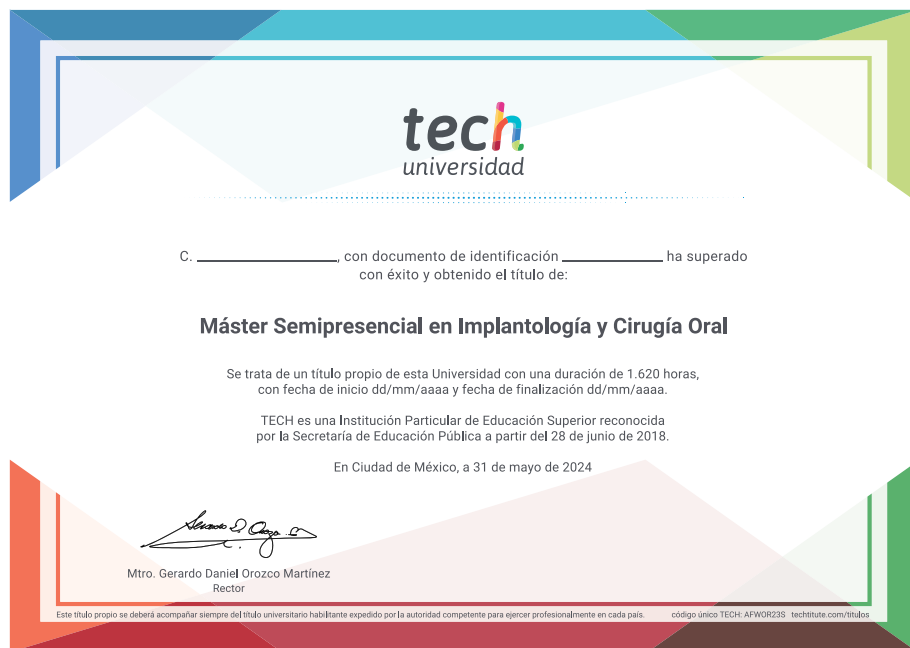 tech
universidad
C. , con documento de identificación ha superado
con éxito y obtenido el título de:
Máster Semipresencial en Implantología y Cirugía Oral
Se trata de un título propio de esta Universidad con una duración de 1.620 horas,
con fecha de inicio dd/mm/aaaa y fecha de finalización dd/mm/aaaa.
TECH es una Institución Particular de Educación Superior reconocida
por la Secretaría de Educación Pública a partir del 28 de junio de 2018.
En Ciudad de México, a 31 de mayo de 2024
Mtro. Gerardo Daniel Orozco Martínez
Rector
Este título propio se deberá acompañar siempre del título universitario habilitante expedido por la autoridad competente para ejercer profesionalmente en cada país. código único TECH: AFWOR23S techtitute.com/titulos